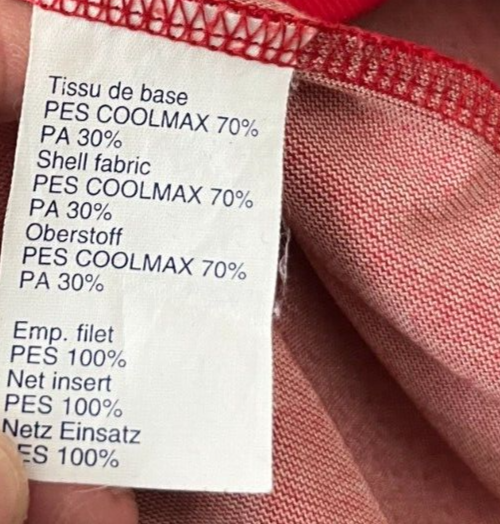 Tissu de base
PES COOLMAX 70%
PA 30%
Shell fabric
PES COOLMAX 70%
PA 30%
Oberstoff
PES COOLMAX 70%
PA 30%
Emp. filet
PES 100%
Net insert
PES 100%
Netz Einsatz
ES 100%